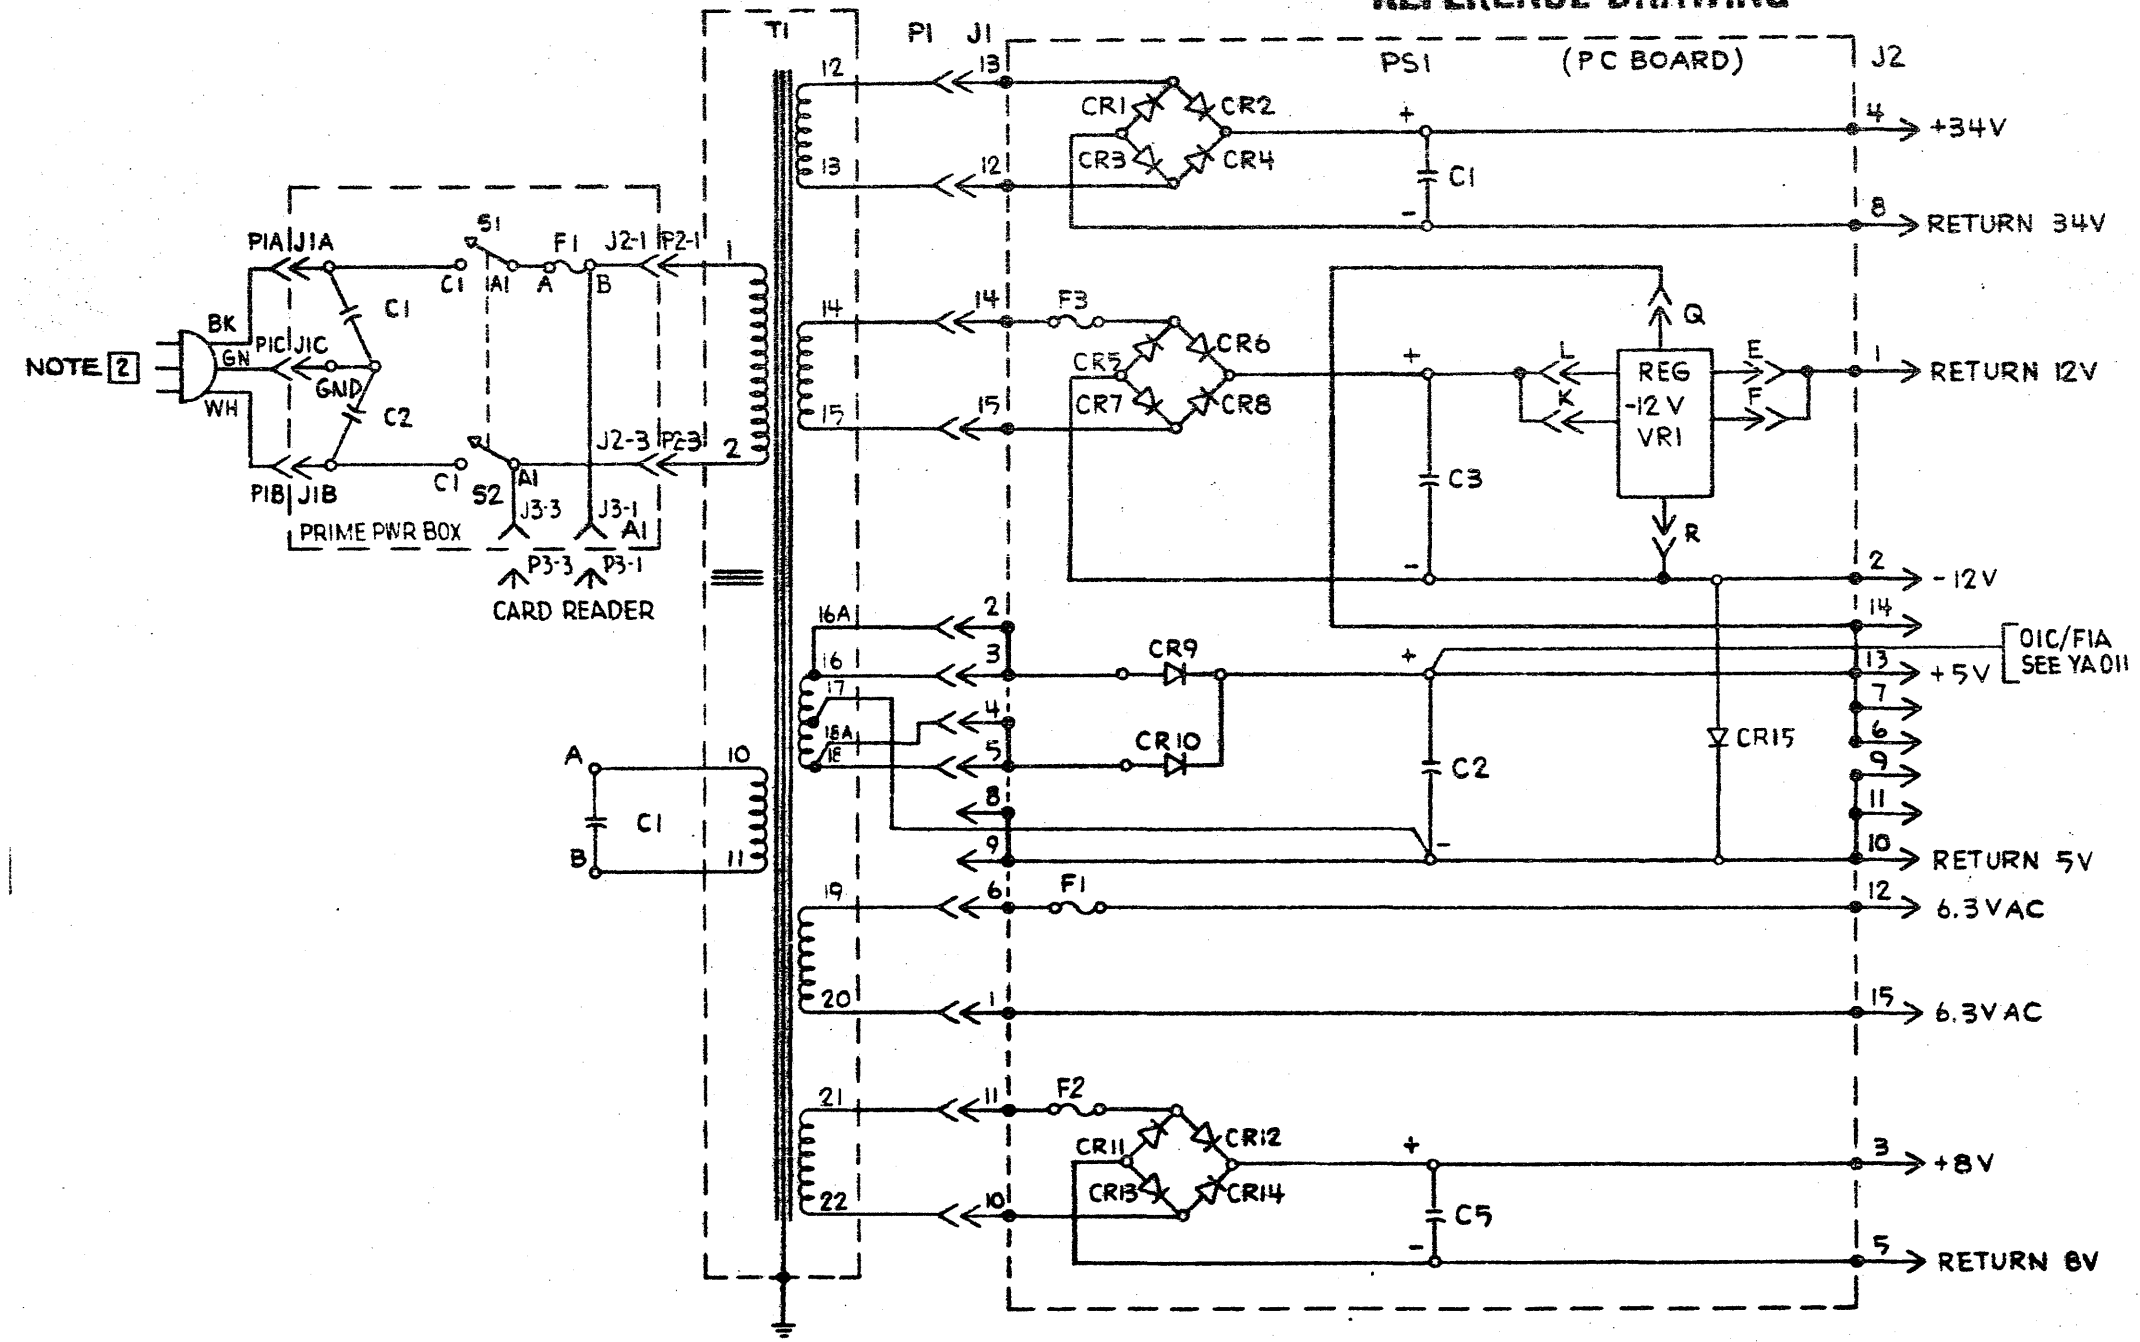 REFERENCE DRAWING
T1
P1 J1
PS1 (PC BOARD) J2
12 13
CR1 CR2
+ 4 +34V
13 12
CR3 CR4
C1
- 8 RETURN 34V
P1A J1A
S1
F1
J2-1 P2-1
1
C1 A1 A B
C1
BK
P1C J1C
GN
GND
NOTE 2
WH
C2
P1B J1B
C1 A1
S2
J2-3 P2-3
2
J3-3 J3-1
PRIME PWR BOX A1
P3-3 P3-1
CARD READER
14 14 F3
CR5 CR6
15 15
CR7 CR8
+
C3
-
Q
L E
K F
REG
-12V
VR1
R
1 RETURN 12V
2 -12V
14
16A 2
16 3
17
4
18A
18 5
8
9
CR9
CR10
+
C2
-
CR15
01C/F1A
SEE YA011
13 +5V
7
6
9
11
10 RETURN 5V
A 10
C1
B 11
19 6 F1
12 6.3VAC
20 1
15 6.3VAC
21 11 F2
CR11 CR12
+ 3 +8V
22 10
CR13 CR14
C5
- 5 RETURN 8V